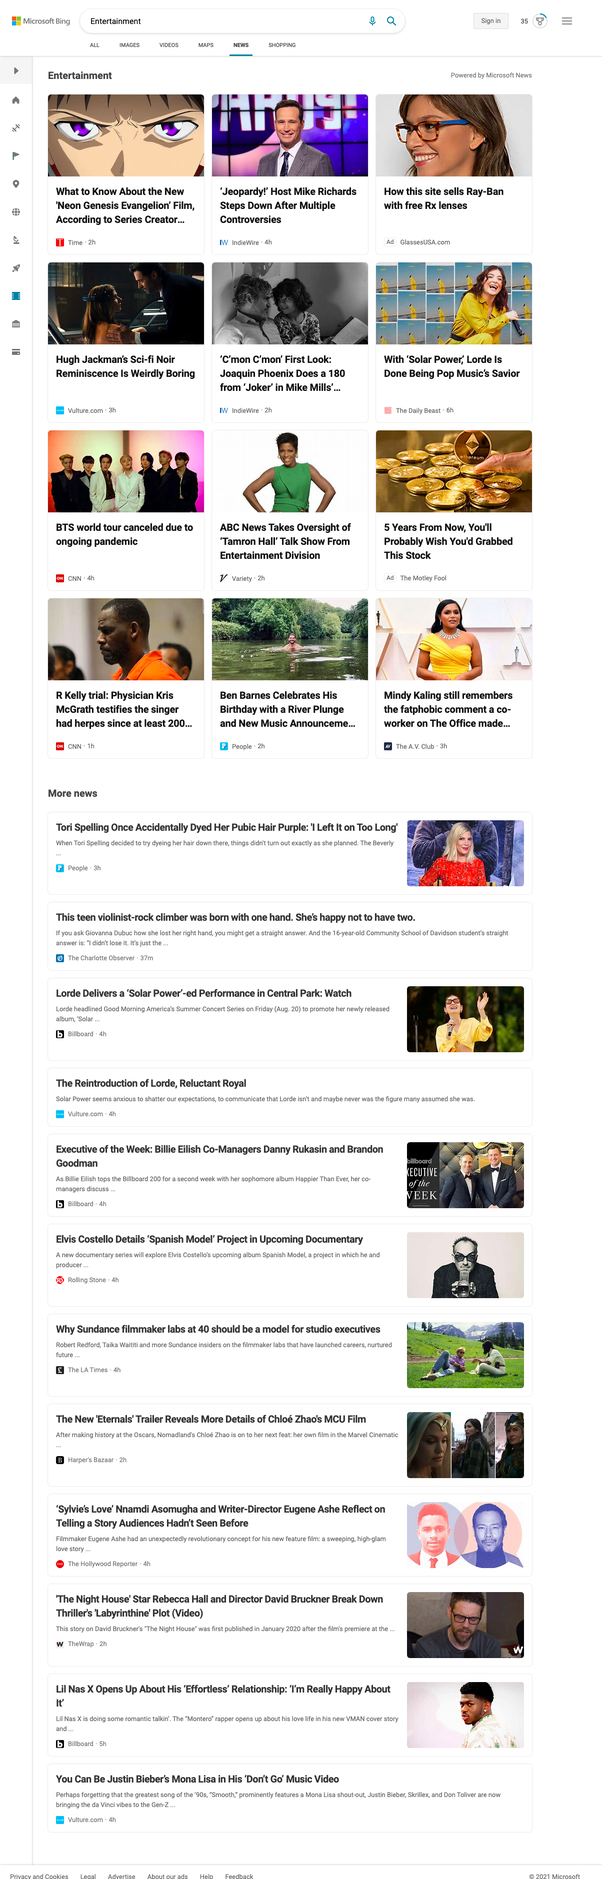 Microsoft Bing
Entertainment
Sign in
35
ALL
IMAGES
VIDEOS
MAPS
NEWS
SHOPPING
Entertainment
Powered by Microsoft News
What to Know About the New
'Neon Genesis Evangelion' Film,
According to Series Creator...
Time · 2h
'Jeopardy!' Host Mike Richards
Steps Down After Multiple
Controversies
IndieWire · 4h
How this site sells Ray-Ban
with free Rx lenses
Ad GlassesUSA.com
Hugh Jackman's Sci-fi Noir
Reminiscence Is Weirdly Boring
Vulture.com · 3h
'C'mon C'mon' First Look:
Joaquin Phoenix Does a 180
from 'Joker' in Mike Mills'...
IndieWire · 2h
With 'Solar Power,' Lorde Is
Done Being Pop Music's Savior
The Daily Beast · 6h
BTS world tour canceled due to
ongoing pandemic
CNN · 4h
ABC News Takes Oversight of
'Tamron Hall' Talk Show From
Entertainment Division
Variety · 2h
5 Years From Now, You'll
Probably Wish You'd Grabbed
This Stock
Ad The Motley Fool
R Kelly trial: Physician Kris
McGrath testifies the singer
had herpes since at least 200...
CNN · 1h
Ben Barnes Celebrates His
Birthday with a River Plunge
and New Music Announceme...
People · 2h
Mindy Kaling still remembers
the fatphobic comment a co-
worker on The Office made...
The A.V. Club · 3h
More news
Tori Spelling Once Accidentally Dyed Her Pubic Hair Purple: 'I Left It on Too Long'
When Tori Spelling decided to try dyeing her hair down there, things didn't turn out exactly as she planned. The Beverly
...
People · 3h
This teen violinist-rock climber was born with one hand. She's happy not to have two.
If you ask Giovanna Dubuc how she lost her right hand, you might get a straight answer. And the 16-year-old Community School of Davidson student's straight
answer is: "I didn't lose it. It's just the ...
The Charlotte Observer · 37m
Lorde Delivers a 'Solar Power'-ed Performance in Central Park: Watch
Lorde headlined Good Morning America's Summer Concert Series on Friday (Aug. 20) to promote her newly released
album, 'Solar ...
Billboard · 4h
The Reintroduction of Lorde, Reluctant Royal
Solar Power seems anxious to shatter our expectations, to communicate that Lorde isn't and maybe never was the figure many assumed she was.
Vulture.com · 4h
Executive of the Week: Billie Eilish Co-Managers Danny Rukasin and Brandon
Goodman
As Billie Eilish tops the Billboard 200 for a second week with her sophomore album Happier Than Ever, her co-
managers discuss ...
Billboard · 4h
billboard
EXECUTIVE
of the
WEEK
Elvis Costello Details 'Spanish Model' Project in Upcoming Documentary
A new documentary series will explore Elvis Costello's upcoming album Spanish Model, a project in which he and
producer ...
Rolling Stone · 4h
Why Sundance filmmaker labs at 40 should be a model for studio executives
Robert Redford, Taika Waititi and more Sundance insiders on the filmmaker labs that have launched careers, nurtured
future ...
The LA Times · 4h
The New 'Eternals' Trailer Reveals More Details of Chloé Zhao's MCU Film
After making history at the Oscars, Nomadland's Chloé Zhao is on to her next feat: her own film in the Marvel Cinematic
...
Harper's Bazaar · 2h
'Sylvie's Love' Nnamdi Asomugha and Writer-Director Eugene Ashe Reflect on
Telling a Story Audiences Hadn't Seen Before
Filmmaker Eugene Ashe had an unexpectedly revolutionary concept for his new feature film: a sweeping, high-glam
love story ...
The Hollywood Reporter · 4h
'The Night House' Star Rebecca Hall and Director David Bruckner Break Down
Thriller's 'Labyrinthine' Plot (Video)
This story on David Bruckner's "The Night House" was first published in January 2020 after the film's premiere at the ...
TheWrap · 2h
Lil Nas X Opens Up About His 'Effortless' Relationship: 'I'm Really Happy About
It'
Lil Nas X is doing some romantic talkin'. The "Montero" rapper opens up about his love life in his new VMAN cover story
and ...
Billboard · 5h
You Can Be Justin Bieber's Mona Lisa in His 'Don't Go' Music Video
Perhaps forgetting that the greatest song of the '90s, "Smooth," prominently features a Mona Lisa shout-out, Justin Bieber, Skrillex, and Don Toliver are now
bringing the da Vinci vibes to the Gen-Z ...
Vulture.com · 4h
Privacy and Cookies
Legal
Advertise
About our ads
Help
Feedback
© 2021 Microsoft